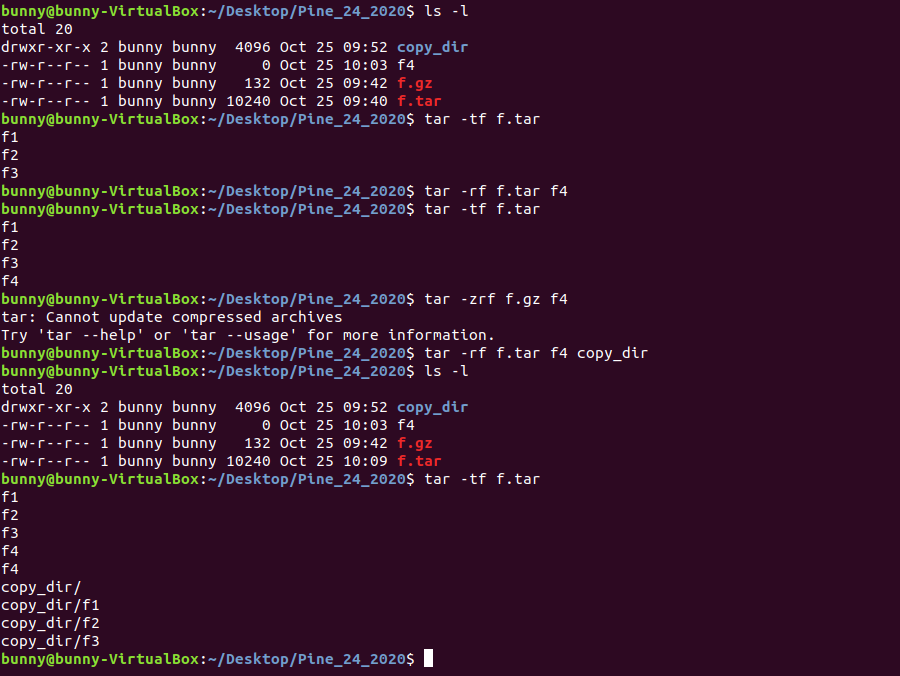 bunny@bunny-VirtualBox:~/Desktop/Pine_24_2020$ ls -l
total 20
drwxr-xr-x 2 bunny bunny  4096 Oct 25 09:52 copy_dir
-rw-r--r-- 1 bunny bunny     0 Oct 25 10:03 f4
-rw-r--r-- 1 bunny bunny   132 Oct 25 09:42 f.gz
-rw-r--r-- 1 bunny bunny 10240 Oct 25 09:40 f.tar
bunny@bunny-VirtualBox:~/Desktop/Pine_24_2020$ tar -tf f.tar
f1
f2
f3
bunny@bunny-VirtualBox:~/Desktop/Pine_24_2020$ tar -rf f.tar f4
bunny@bunny-VirtualBox:~/Desktop/Pine_24_2020$ tar -tf f.tar
f1
f2
f3
f4
bunny@bunny-VirtualBox:~/Desktop/Pine_24_2020$ tar -zrf f.gz f4
tar: Cannot update compressed archives
Try 'tar --help' or 'tar --usage' for more information.
bunny@bunny-VirtualBox:~/Desktop/Pine_24_2020$ tar -rf f.tar f4 copy_dir
bunny@bunny-VirtualBox:~/Desktop/Pine_24_2020$ ls -l
total 20
drwxr-xr-x 2 bunny bunny  4096 Oct 25 09:52 copy_dir
-rw-r--r-- 1 bunny bunny     0 Oct 25 10:03 f4
-rw-r--r-- 1 bunny bunny   132 Oct 25 09:42 f.gz
-rw-r--r-- 1 bunny bunny 10240 Oct 25 10:09 f.tar
bunny@bunny-VirtualBox:~/Desktop/Pine_24_2020$ tar -tf f.tar
f1
f2
f3
f4
f4
copy_dir/
copy_dir/f1
copy_dir/f2
copy_dir/f3
bunny@bunny-VirtualBox:~/Desktop/Pine_24_2020$